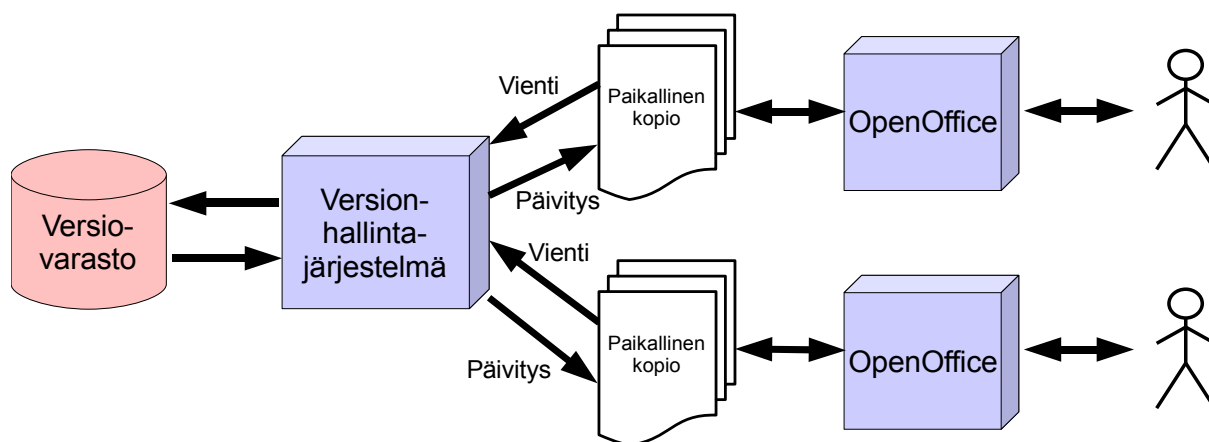 Vienti
Paikallinen
kopio
OpenOffice
Versio-
varasto
Version-
hallinta-
järjestelmä
Päivitys
Vienti
Päivitys
Paikallinen
kopio
OpenOffice